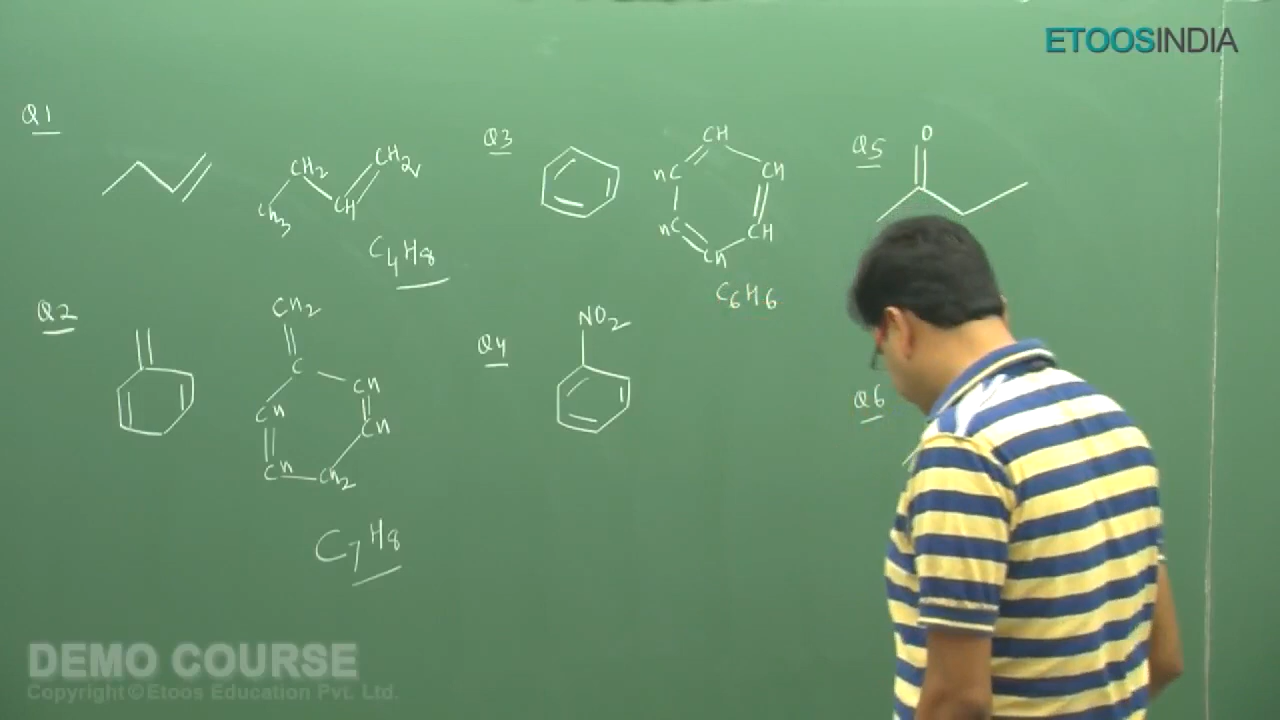 ETOOSINDIA
Q1
CH2
CH2
CH3
CH
C4H8
Q2
CH2
C
CH
CH
CH
CH
CH
CH2
C7H8
Q3
CH
HC
CH
HC
CH
CH
C6H6
Q4
NO2
Q5
O
Q6
DEMO COURSE
Copyright © Etoos Education Pvt. Ltd.